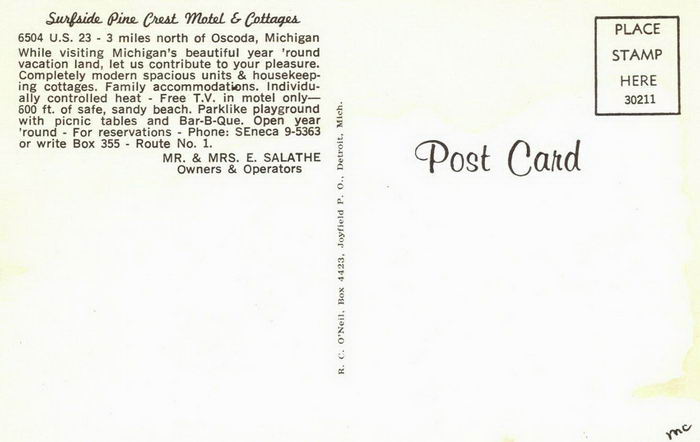 Surfside Pine Crest Motel & Cottages
6504 U.S. 23 - 3 miles north of Oscoda, Michigan
While visiting Michigan's beautiful year 'round
vacation land, let us contribute to your pleasure.
Completely modern spacious units & housekeep-
ing cottages. Family accommodations. Individu-
ally controlled heat - Free T.V. in motel only—
600 ft. of safe, sandy beach. Parklike playground
with picnic tables and Bar-B-Que. Open year
'round - For reservations - Phone: SEneca 9-5363
or write Box 355 - Route No. 1.
MR. & MRS. E. SALATHE
Owners & Operators
R. C. O'Neil, Box 4423, Joyfield P. O., Detroit, Mich.
PLACE
STAMP
HERE
30211
Post Card
mc